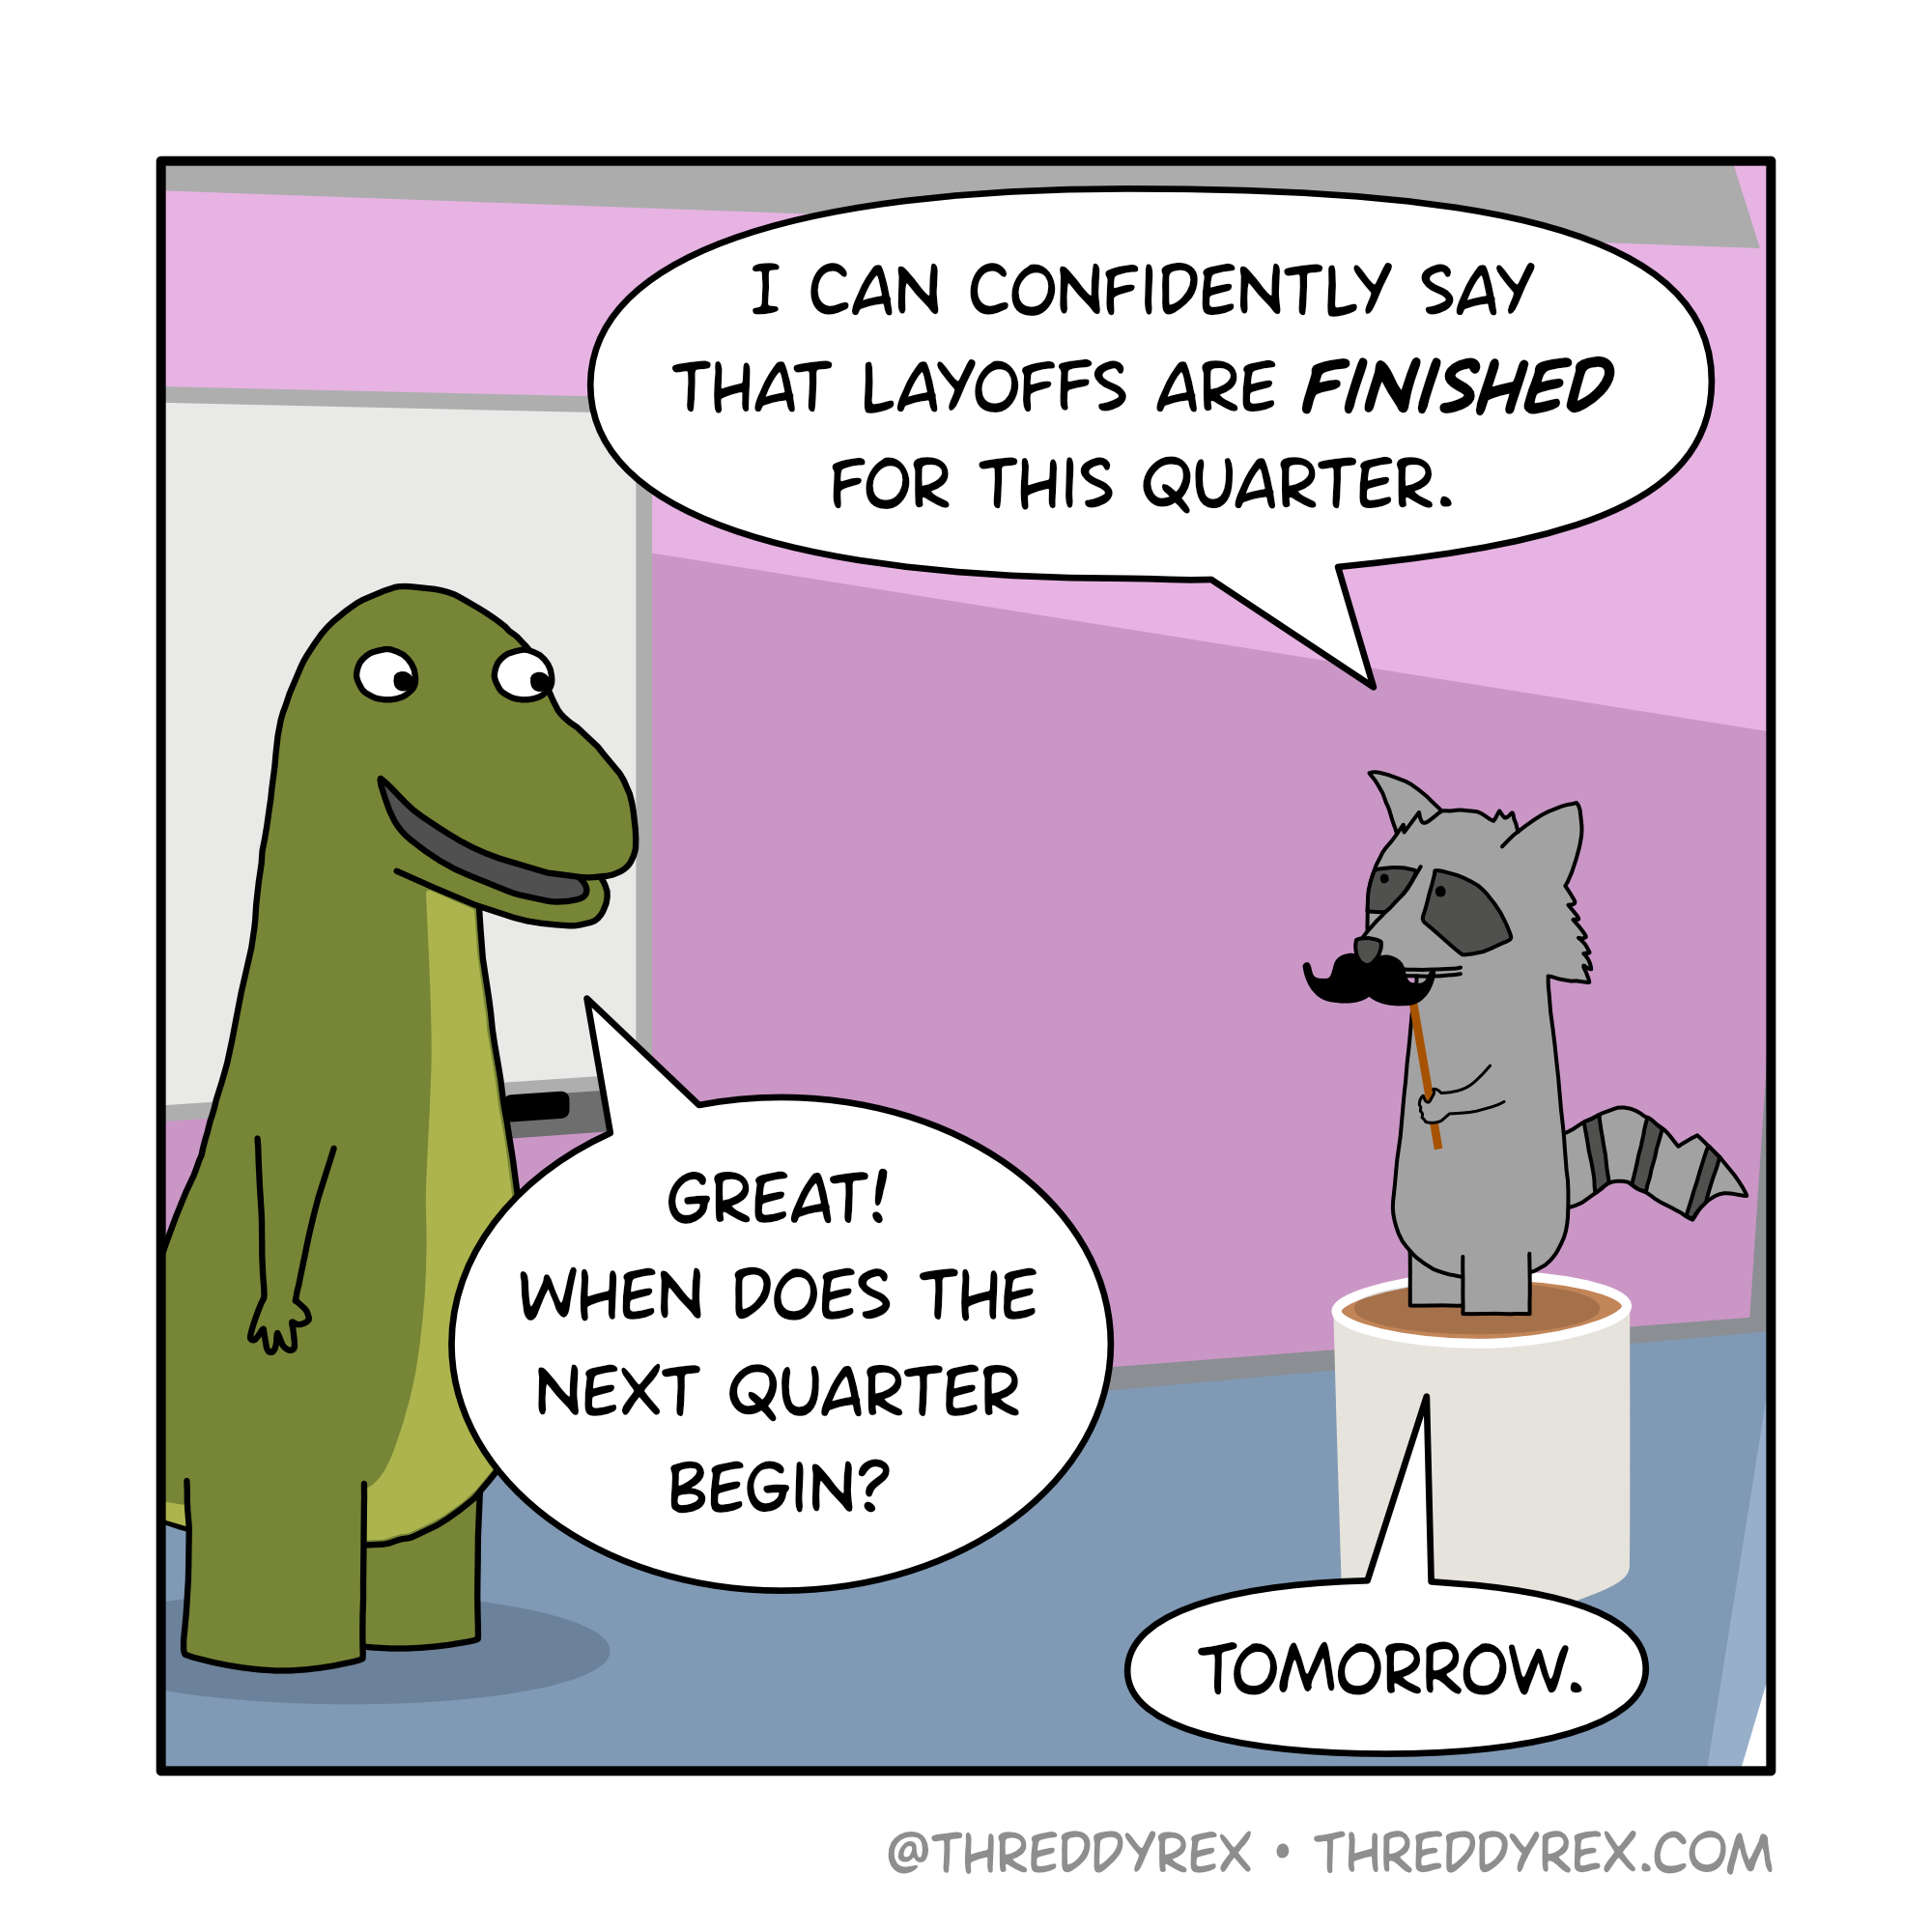 I CAN CONFIDENTLY SAY
THAT LAYOFFS ARE FINISHED
FOR THIS QUARTER.
GREAT!
WHEN DOES THE
NEXT QUARTER
BEGIN?
TOMORROW.
@THREDDYREX • THREDDYREX.COM